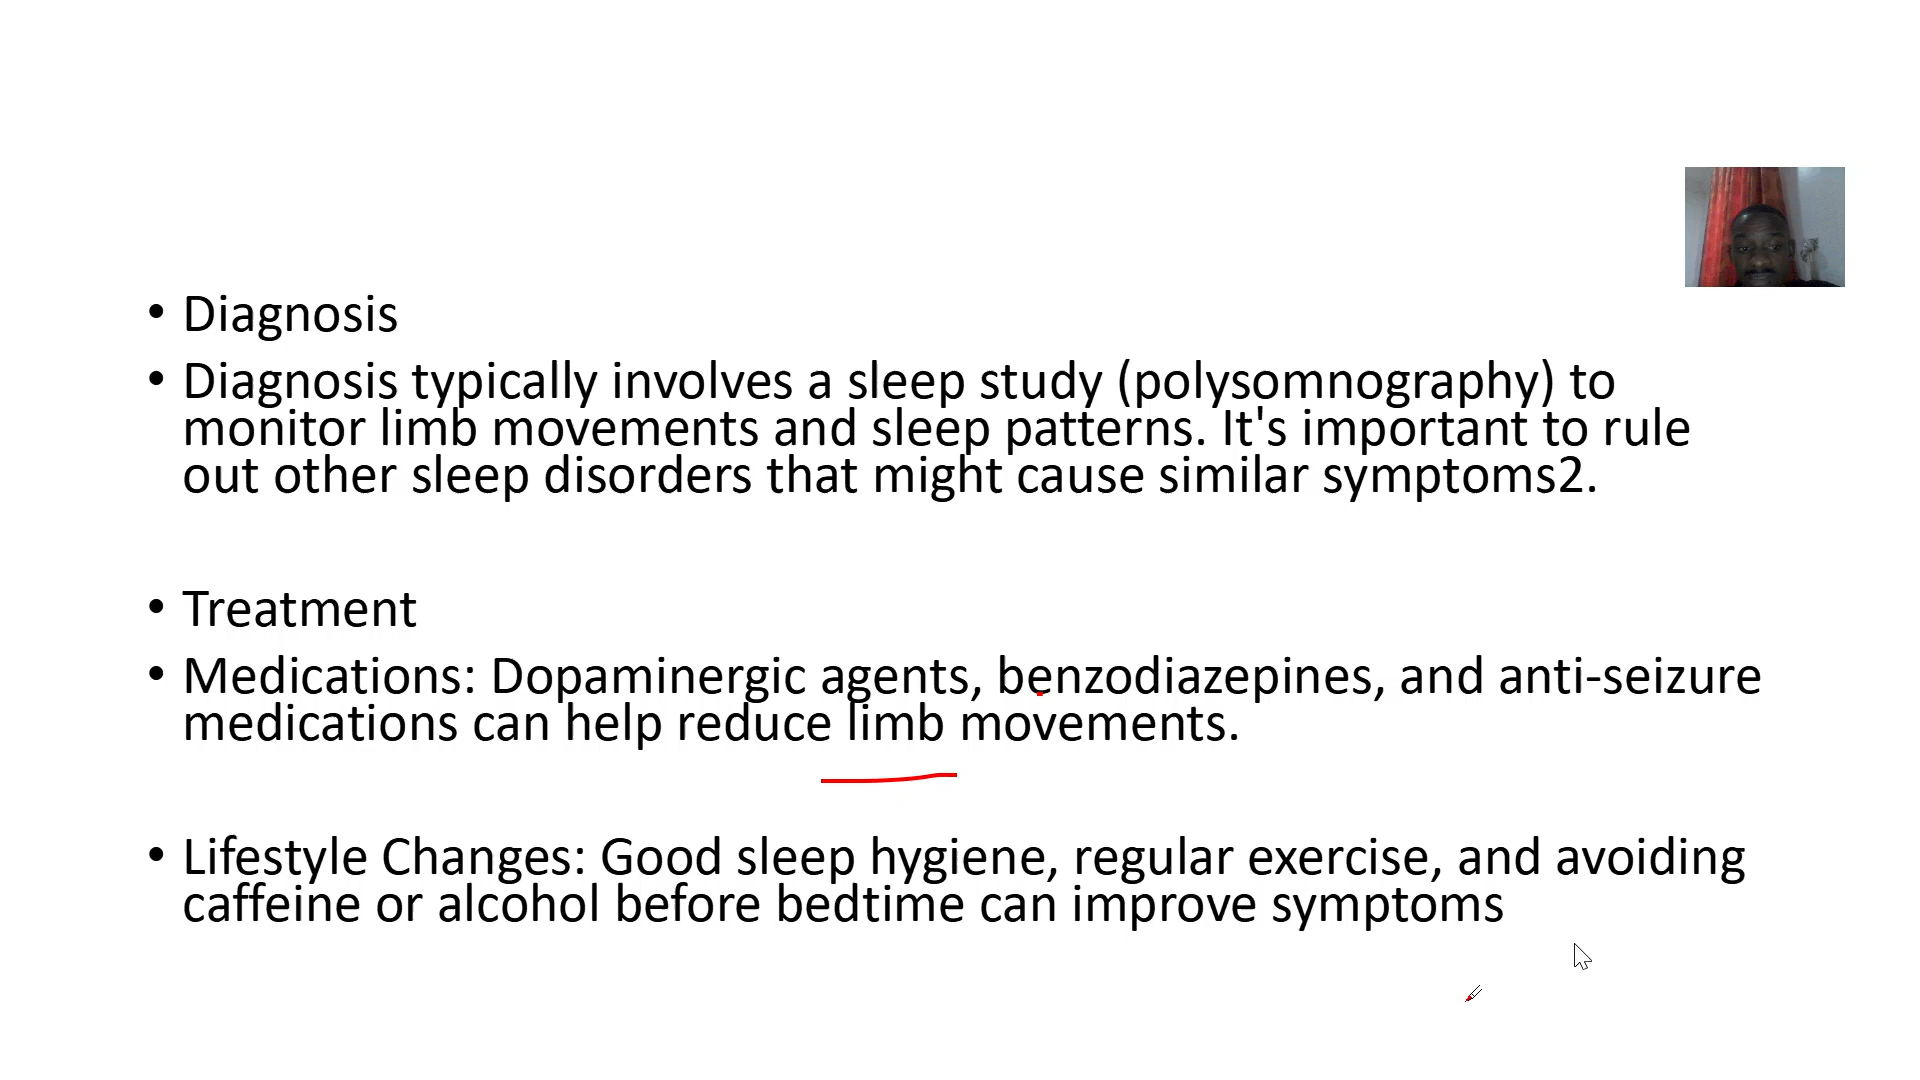 • Diagnosis
• Diagnosis typically involves a sleep study (polysomnography) to
monitor limb movements and sleep patterns. It's important to rule
out other sleep disorders that might cause similar symptoms2.
• Treatment
• Medications: Dopaminergic agents, benzodiazepines, and anti-seizure
medications can help reduce limb movements.
• Lifestyle Changes: Good sleep hygiene, regular exercise, and avoiding
caffeine or alcohol before bedtime can improve symptoms